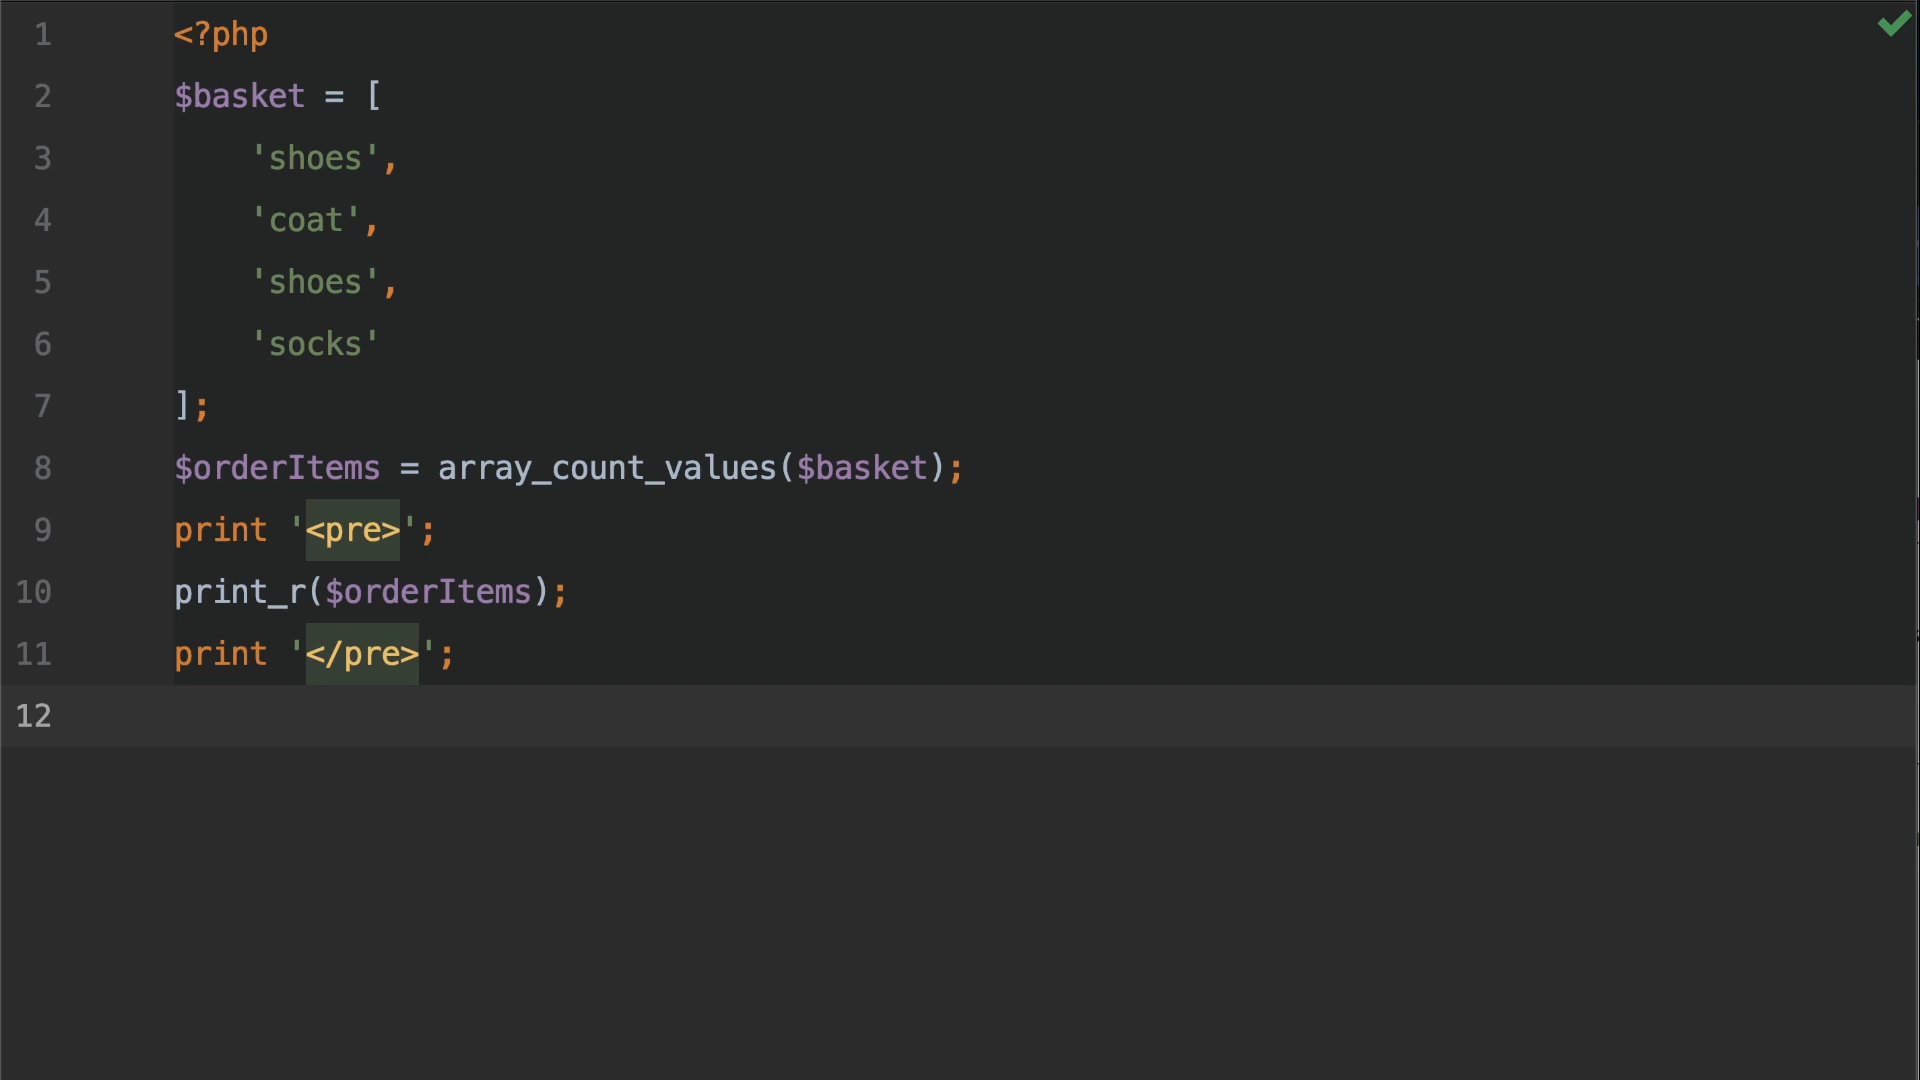 1 <?php
2 $basket = [
3     'shoes',
4     'coat',
5     'shoes',
6     'socks'
7 ];
8 $orderItems = array_count_values($basket);
9 print '<pre>';
10 print_r($orderItems);
11 print '</pre>';
12